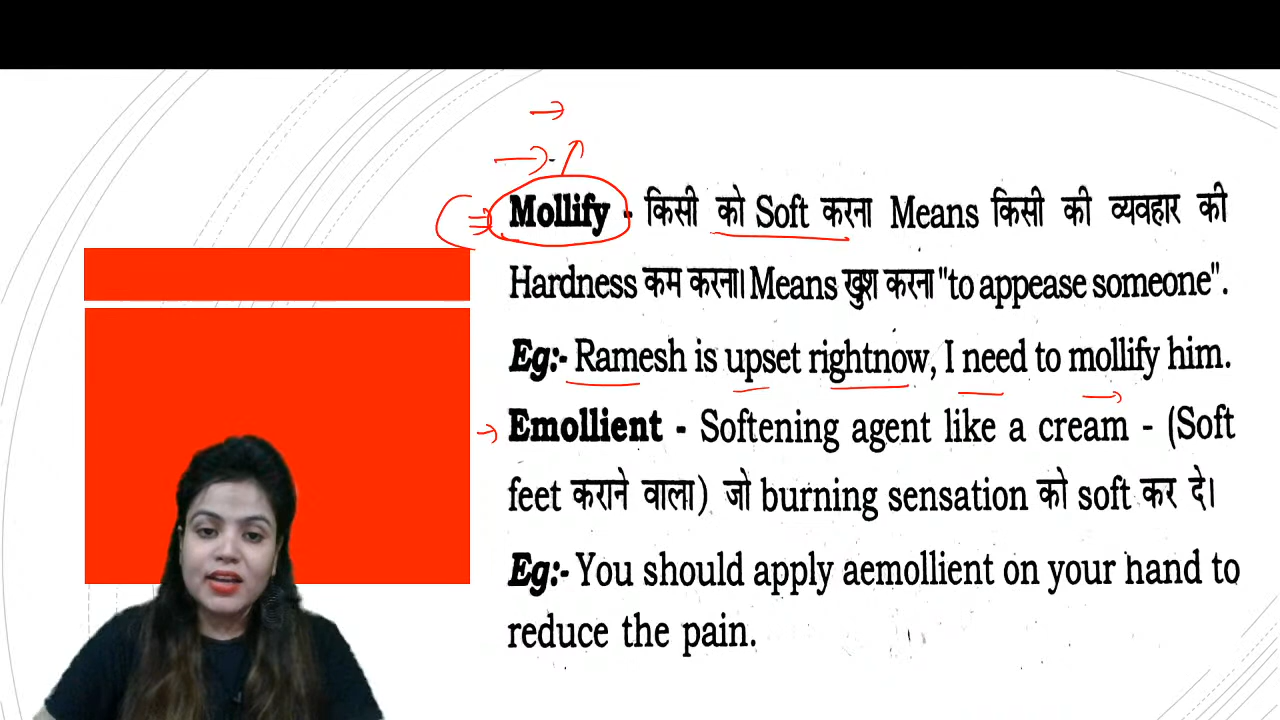 Mollify - किसी को Soft करना Means किसी की व्यवहार की
Hardness कम करना। Means खुश करना "to appease someone".
Eg:- Ramesh is upset rightnow, I need to mollify him.
Emollient - Softening agent like a cream - (Soft
feet कराने वाला) जो burning sensation को soft कर दे।
Eg:- You should apply aemollient on your hand to
reduce the pain.